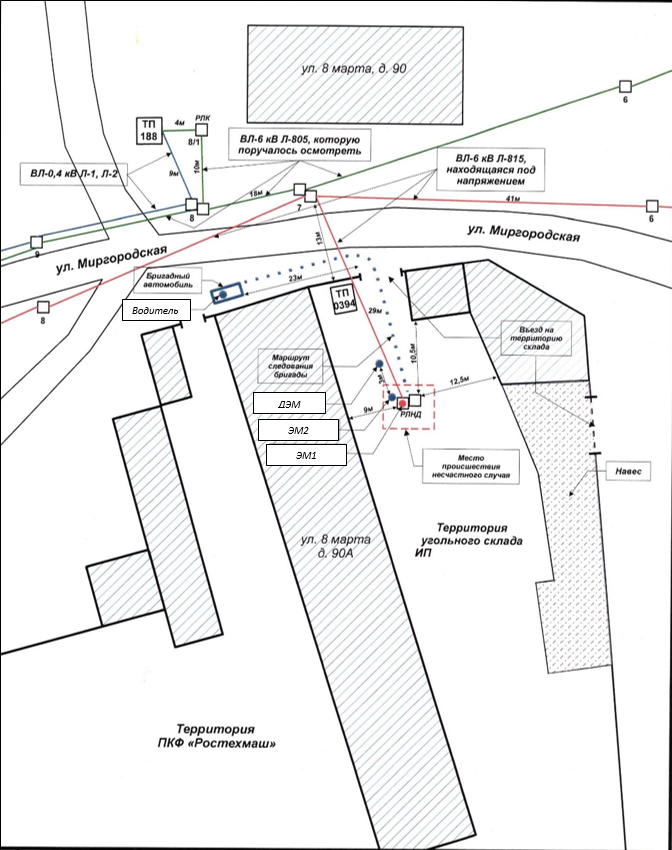 ул. 8 марта, д. 90
6
ТП
188
4м
РЛК
8/1
10м
9м
ВЛ-6 кВ Л-805, которую
поручалось осмотреть
ВЛ-0,4 кВ Л-1, Л-2
ВЛ-6 кВ Л-815,
находящаяся под
напряжением
18м
7
41м
6
8
9
13м
ул. Миргородская
ул. Миргородская
Бригадный
автомобиль
23м
Водитель
8
ТП
0394
29м
Въезд на
территорию
склада
Маршрут
следования
бригады
10,5м
3м
12,5м
ДЭМ
9м
РЛНД
ЭМ2
ЭМ1
Место
происшествия
несчастного случая
Навес
Территория
угольного склада
ИП
ул. 8 марта
д. 90А
Территория
ПКФ «Ростехмаш»